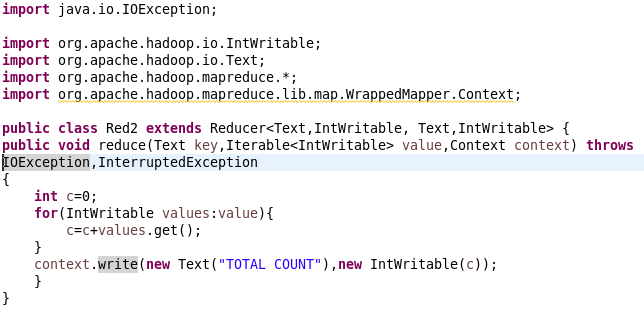 import java.io.IOException;
import org.apache.hadoop.io.IntWritable;
import org.apache.hadoop.io.Text;
import org.apache.hadoop.mapreduce.*;
import org.apache.hadoop.mapreduce.lib.map.WrappedMapper.Context;
public class Red2 extends Reducer<Text,IntWritable, Text,IntWritable> {
public void reduce(Text key,Iterable<IntWritable> value,Context context) throws
IOException,InterruptedException
{
    int c=0;
    for(IntWritable values:value){
        c=c+values.get();
    }
    context.write(new Text("TOTAL COUNT"),new IntWritable(c));
    }
}